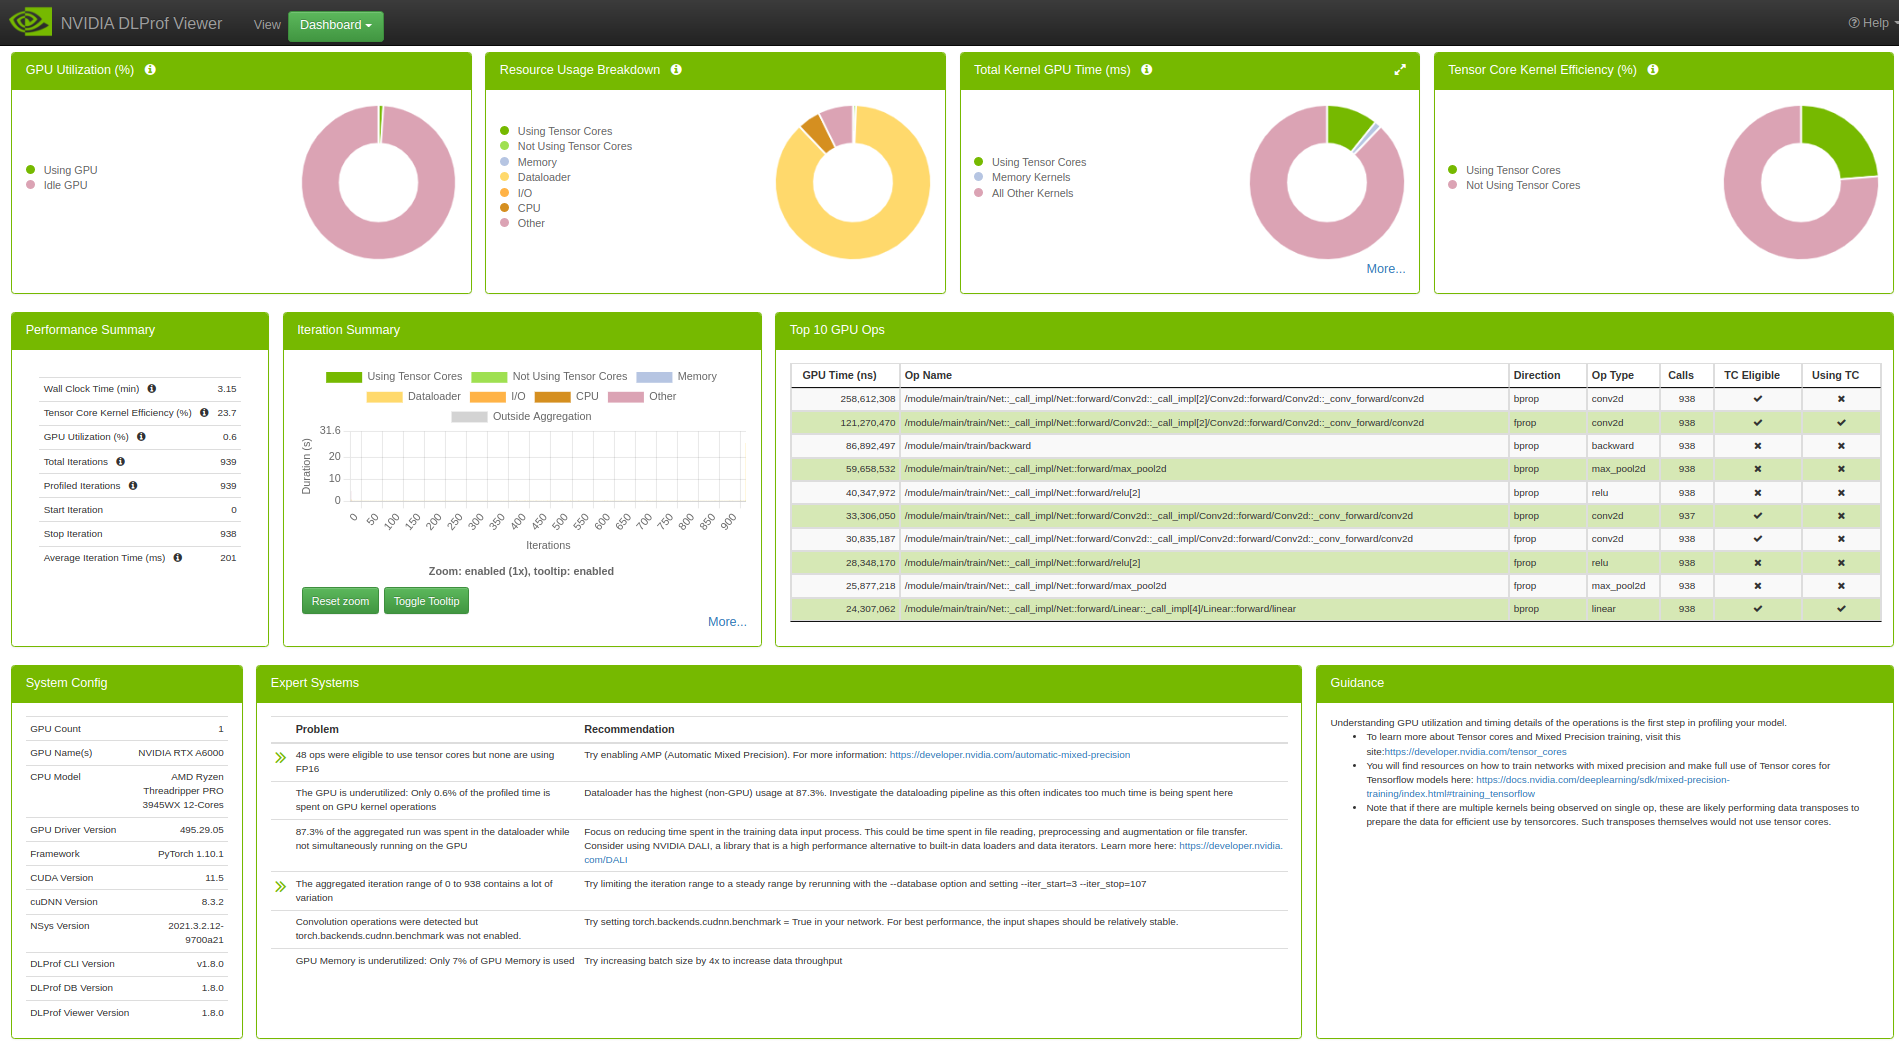 NVIDIA DLProf Viewer View Dashboard Help
GPU Utilization (%)
Using GPU
Idle GPU
Resource Usage Breakdown
Using Tensor Cores
Not Using Tensor Cores
Memory
Dataloader
I/O
CPU
Other
Total Kernel GPU Time (ms)
Using Tensor Cores
Memory Kernels
All Other Kernels
More...
Tensor Core Kernel Efficiency (%)
Using Tensor Cores
Not Using Tensor Cores
Performance Summary
Wall Clock Time (min) 3.15
Tensor Core Kernel Efficiency (%) 23.7
GPU Utilization (%) 0.6
Total Iterations 939
Profiled Iterations 939
Start Iteration 0
Stop Iteration 938
Average Iteration Time (ms) 201
Iteration Summary
Using Tensor Cores Not Using Tensor Cores Memory
Dataloader I/O CPU Other
Outside Aggregation
Duration (s)
31.6
20
10
0
0 50 100 150 200 250 300 350 400 450 500 550 600 650 700 750 800 850 900
Iterations
Zoom: enabled (1x), tooltip: enabled
Reset zoom Toggle Tooltip
More...
Top 10 GPU Ops
GPU Time (ns) Op Name Direction Op Type Calls TC Eligible Using TC
258,612,308 /module/main/train/Net::_call_impl/Net::forward/Conv2d::_call_impl[2]/Conv2d::forward/Conv2d::_conv_forward/conv2d bprop conv2d 938 ✔ ✖
121,270,470 /module/main/train/Net::_call_impl/Net::forward/Conv2d::_call_impl[2]/Conv2d::forward/Conv2d::_conv_forward/conv2d fprop conv2d 938 ✔ ✔
86,892,497 /module/main/train/backward bprop backward 938 ✖ ✖
59,658,532 /module/main/train/Net::_call_impl/Net::forward/max_pool2d bprop max_pool2d 938 ✖ ✖
40,347,972 /module/main/train/Net::_call_impl/Net::forward/relu[2] bprop relu 938 ✖ ✖
33,306,050 /module/main/train/Net::_call_impl/Net::forward/Conv2d::_call_impl/Conv2d::forward/Conv2d::_conv_forward/conv2d bprop conv2d 937 ✔ ✖
30,835,187 /module/main/train/Net::_call_impl/Net::forward/Conv2d::_call_impl/Conv2d::forward/Conv2d::_conv_forward/conv2d fprop conv2d 938 ✔ ✖
28,348,170 /module/main/train/Net::_call_impl/Net::forward/relu[2] fprop relu 938 ✖ ✖
25,877,218 /module/main/train/Net::_call_impl/Net::forward/max_pool2d fprop max_pool2d 938 ✖ ✖
24,307,062 /module/main/train/Net::_call_impl/Net::forward/Linear::_call_impl[4]/Linear::forward/linear bprop linear 938 ✔ ✔
System Config
GPU Count 1
GPU Name(s) NVIDIA RTX A6000
CPU Model AMD Ryzen
Threadripper PRO
3945WX 12-Cores
GPU Driver Version 495.29.05
Framework PyTorch 1.10.1
CUDA Version 11.5
cuDNN Version 8.3.2
NSys Version 2021.3.2.12-
9700a21
DLProf CLI Version v1.8.0
DLProf DB Version 1.8.0
DLProf Viewer Version 1.8.0
Expert Systems
Problem Recommendation
48 ops were eligible to use tensor cores but none are using
FP16
Try enabling AMP (Automatic Mixed Precision). For more information: https://developer.nvidia.com/automatic-mixed-precision
The GPU is underutilized: Only 0.6% of the profiled time is
spent on GPU kernel operations
Dataloader has the highest (non-GPU) usage at 87.3%. Investigate the dataloading pipeline as this often indicates too much time is being spent here
87.3% of the aggregated run was spent in the dataloader while
not simultaneously running on the GPU
Focus on reducing time spent in the training data input process. This could be time spent in file reading, preprocessing and augmentation or file transfer.
Consider using NVIDIA DALI, a library that is a high performance alternative to built-in data loaders and data iterators. Learn more here: https://developer.nvidia.
com/DALI
The aggregated iteration range of 0 to 938 contains a lot of
variation
Try limiting the iteration range to a steady range by rerunning with the --database option and setting --iter_start=3 --iter_stop=107
Convolution operations were detected but
torch.backends.cudnn.benchmark was not enabled.
Try setting torch.backends.cudnn.benchmark = True in your network. For best performance, the input shapes should be relatively stable.
GPU Memory is underutilized: Only 7% of GPU Memory is used
Try increasing batch size by 4x to increase data throughput
Guidance
Understanding GPU utilization and timing details of the operations is the first step in profiling your model.
• To learn more about Tensor cores and Mixed Precision training, visit this
site:https://developer.nvidia.com/tensor_cores
• You will find resources on how to train networks with mixed precision and make full use of Tensor cores for
Tensorflow models here: https://docs.nvidia.com/deeplearning/sdk/mixed-precision-
training/index.html#training_tensorflow
• Note that if there are multiple kernels being observed on single op, these are likely performing data transposes to
prepare the data for efficient use by tensorcores. Such transposes themselves would not use tensor cores.